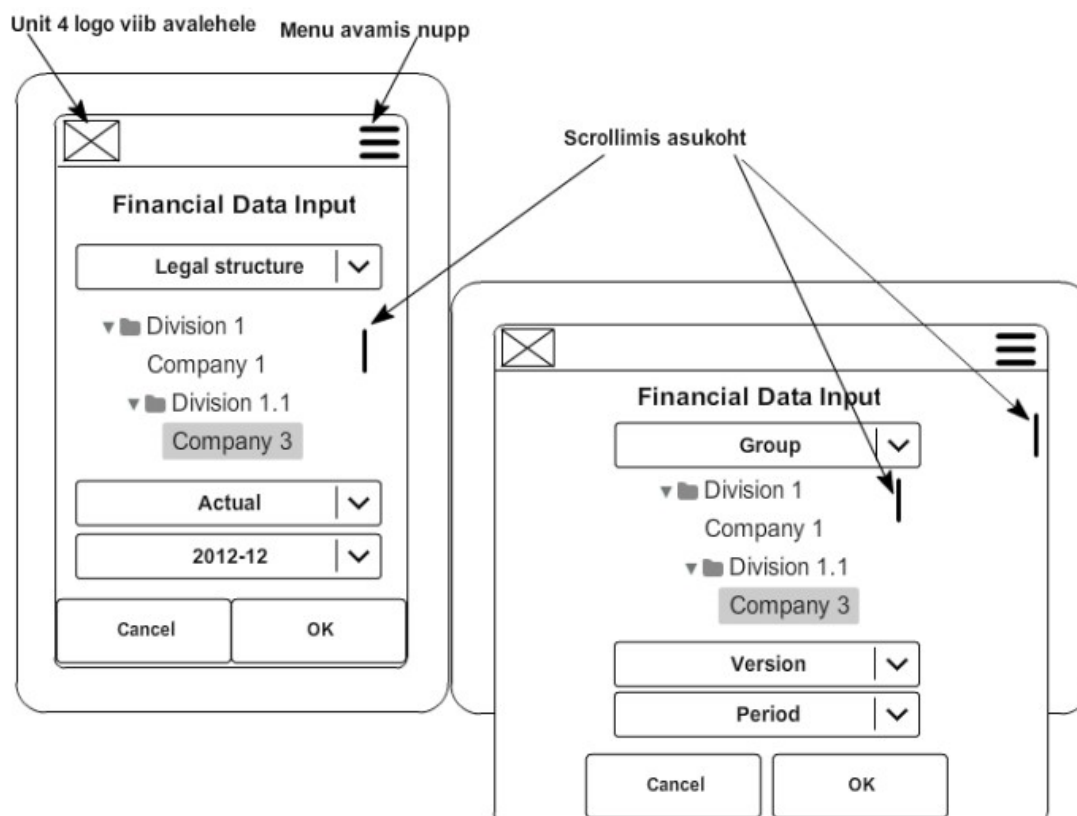 Unit 4 logo viib avalehele
Menu avamis nupp
Scrollimis asukoht
Financial Data Input
Legal structure
Division 1
Company 1
Division 1.1
Company 3
Actual
2012-12
Cancel
OK
Financial Data Input
Group
Division 1
Company 1
Division 1.1
Company 3
Version
Period
Cancel
OK